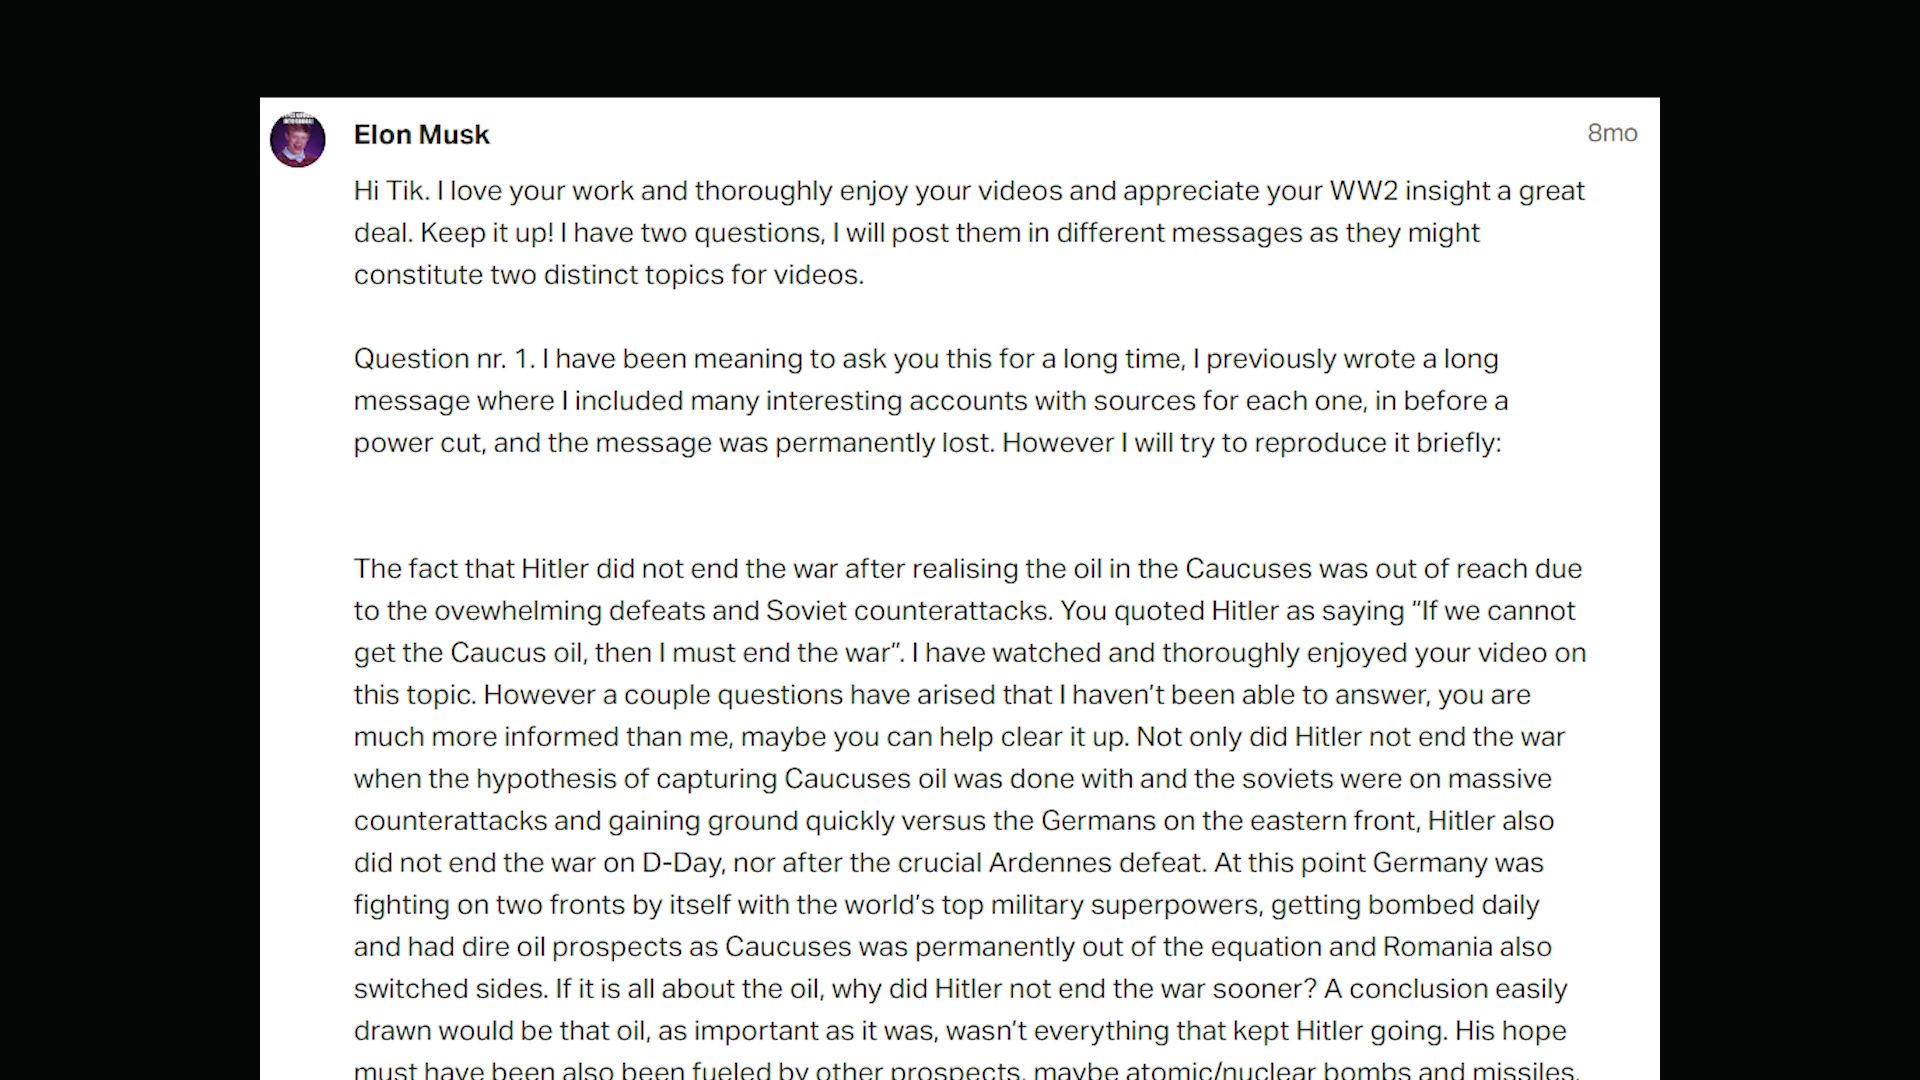 Elon Musk
8mo
Hi Tik. I love your work and thoroughly enjoy your videos and appreciate your WW2 insight a great
deal. Keep it up! I have two questions, I will post them in different messages as they might
constitute two distinct topics for videos.
Question nr. 1. I have been meaning to ask you this for a long time, I previously wrote a long
message where I included many interesting accounts with sources for each one, in before a
power cut, and the message was permanently lost. However I will try to reproduce it briefly:
The fact that Hitler did not end the war after realising the oil in the Caucuses was out of reach due
to the ovewhelming defeats and Soviet counterattacks. You quoted Hitler as saying “If we cannot
get the Caucus oil, then I must end the war”. I have watched and thoroughly enjoyed your video on
this topic. However a couple questions have arised that I haven’t been able to answer, you are
much more informed than me, maybe you can help clear it up. Not only did Hitler not end the war
when the hypothesis of capturing Caucuses oil was done with and the soviets were on massive
counterattacks and gaining ground quickly versus the Germans on the eastern front, Hitler also
did not end the war on D-Day, nor after the crucial Ardennes defeat. At this point Germany was
fighting on two fronts by itself with the world’s top military superpowers, getting bombed daily
and had dire oil prospects as Caucuses was permanently out of the equation and Romania also
switched sides. If it is all about the oil, why did Hitler not end the war sooner? A conclusion easily
drawn would be that oil, as important as it was, wasn’t everything that kept Hitler going. His hope
must have been also been fueled by other prospects, maybe atomic/nuclear bombs and missiles,